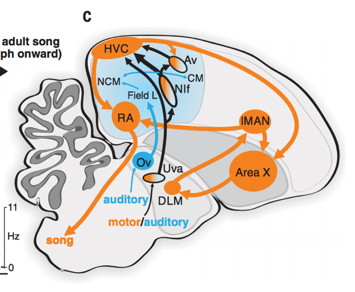 C
adult song
ph onward)
HVC
Av
NCM
CM
Field L
NIf
RA
lMAN
Ov
Uva
Area X
DLM
auditory
motor/auditory
song
11
Hz
0